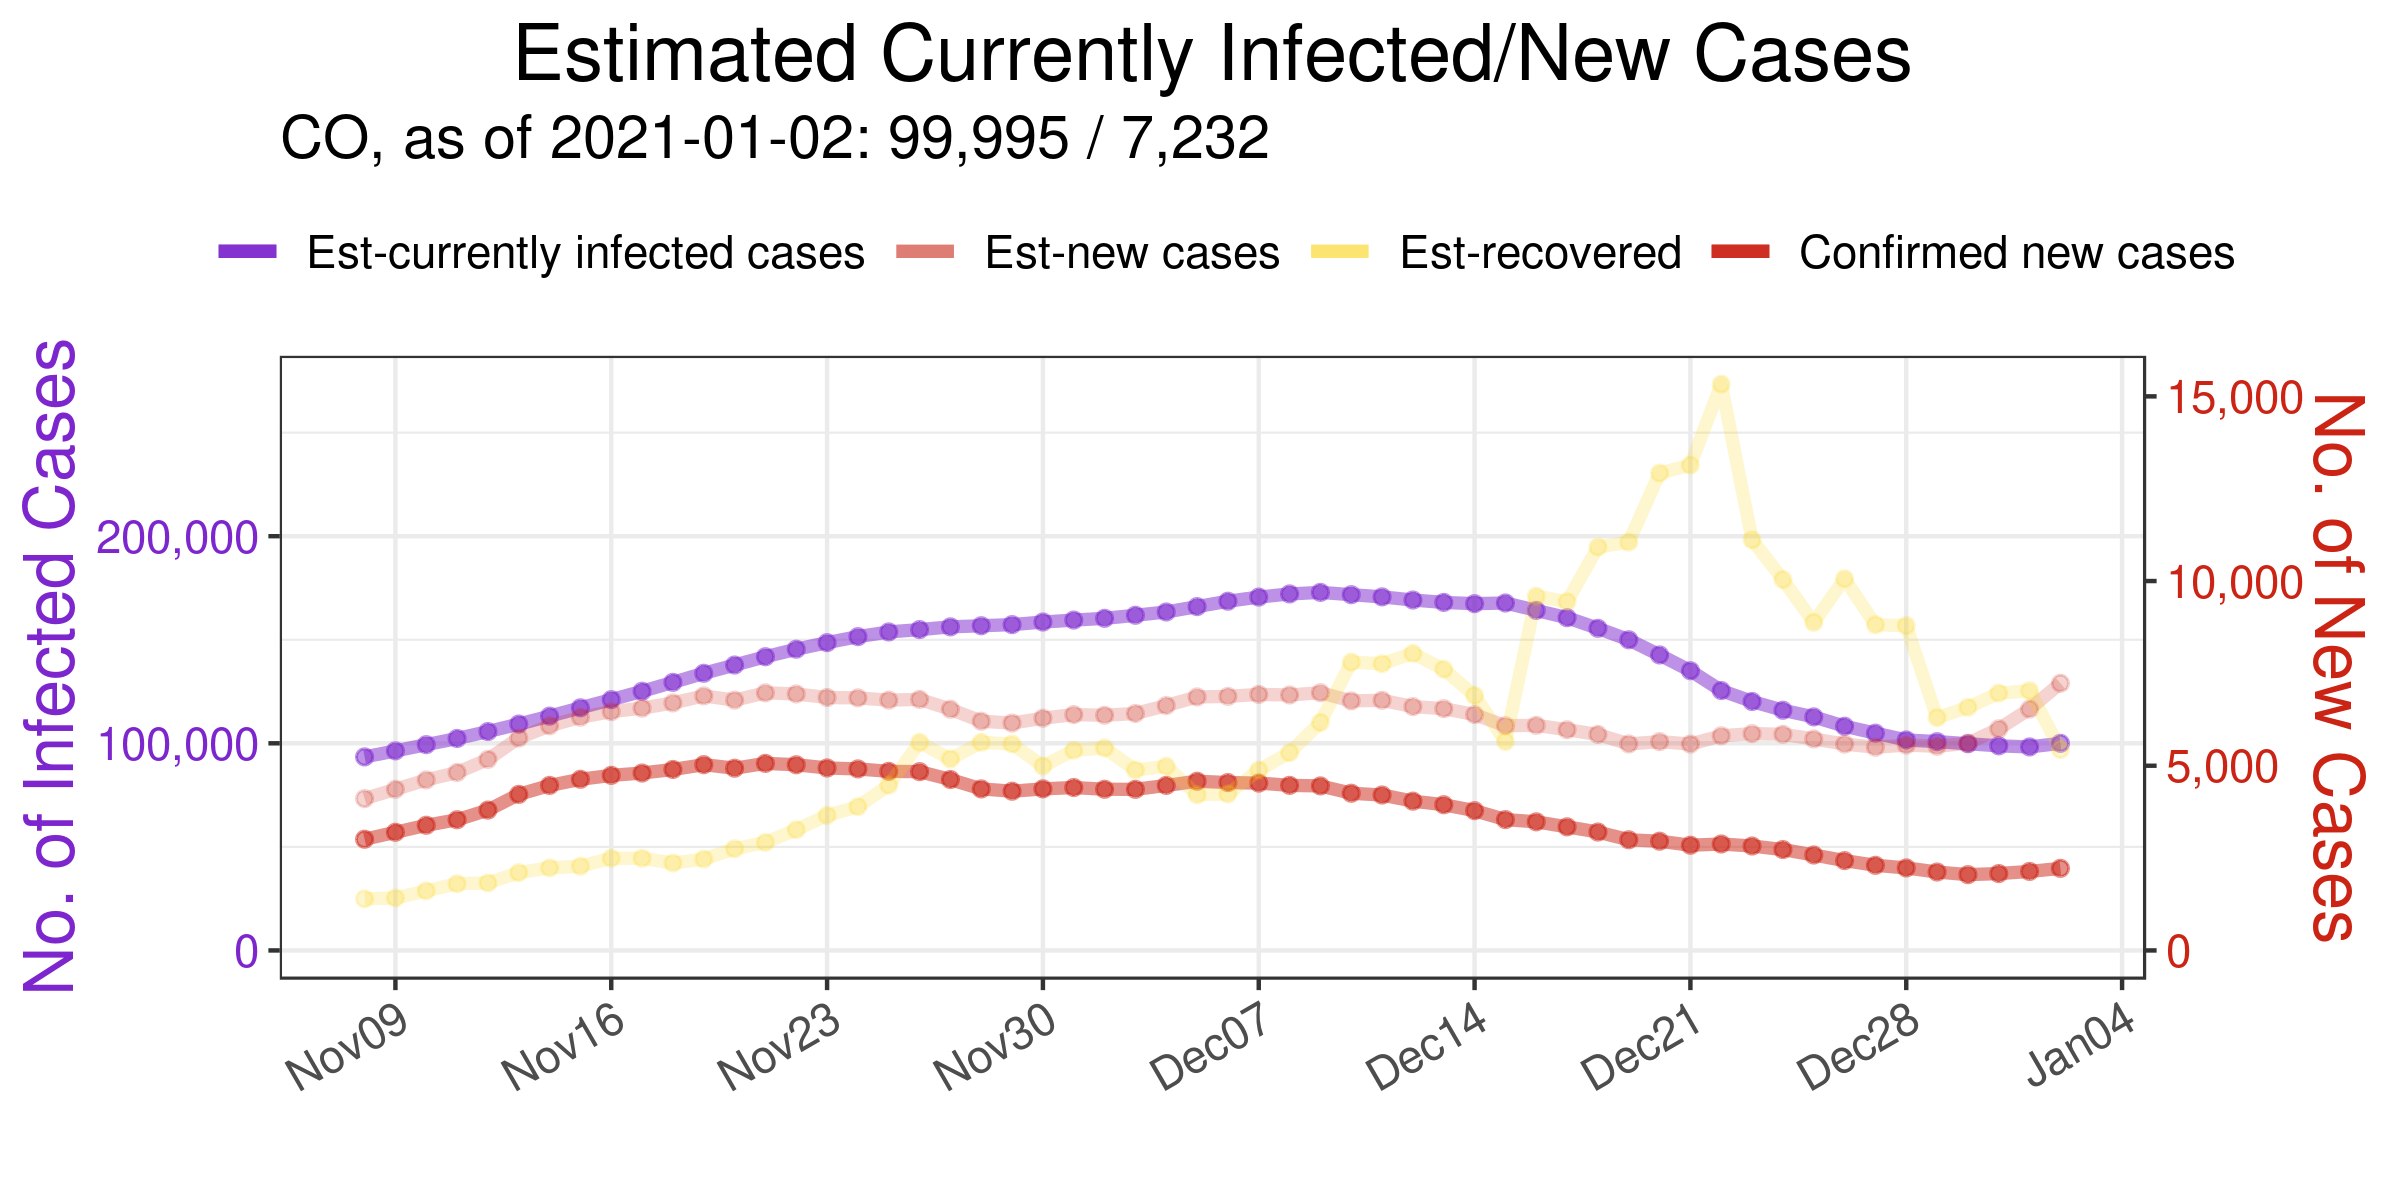 Estimated Currently Infected/New Cases
CO, as of 2021-01-02: 99,995 / 7,232
Est-currently infected cases Est-new cases Est-recovered Confirmed new cases
No. of Infected Cases
200,000
100,000
0
15,000
10,000
5,000
0
No. of New Cases
Nov09 Nov16 Nov23 Nov30 Dec07 Dec14 Dec21 Dec28 Jan04